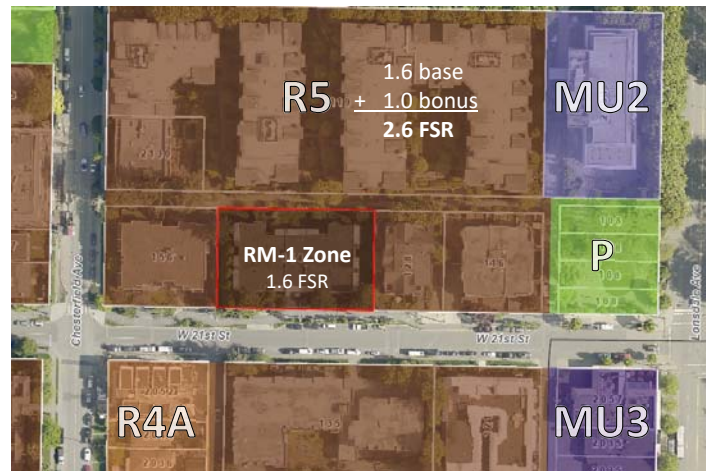 R5
1.6 base
+ 1.0 bonus
2.6 FSR
MU2
P
RM-1 Zone
1.6 FSR
Chesterfield Ave
Lonsdale Ave
W 21st St
W 21st St
R4A
MU3